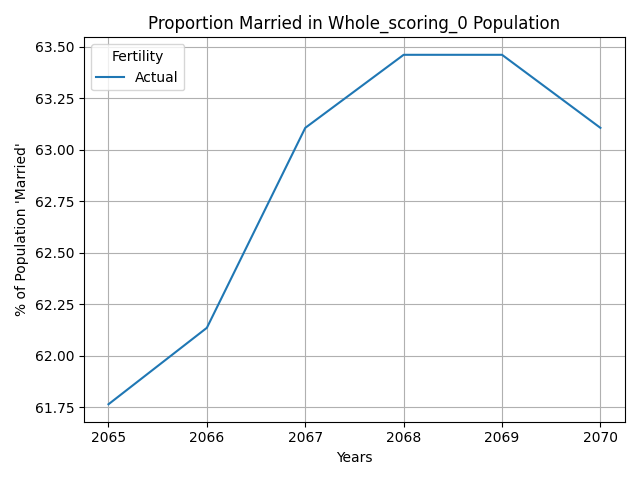 Proportion Married in Whole_scoring_0 Population
Fertility
Actual
% of Population 'Married'
63.50
63.25
63.00
62.75
62.50
62.25
62.00
61.75
2065 2066 2067 2068 2069 2070
Years